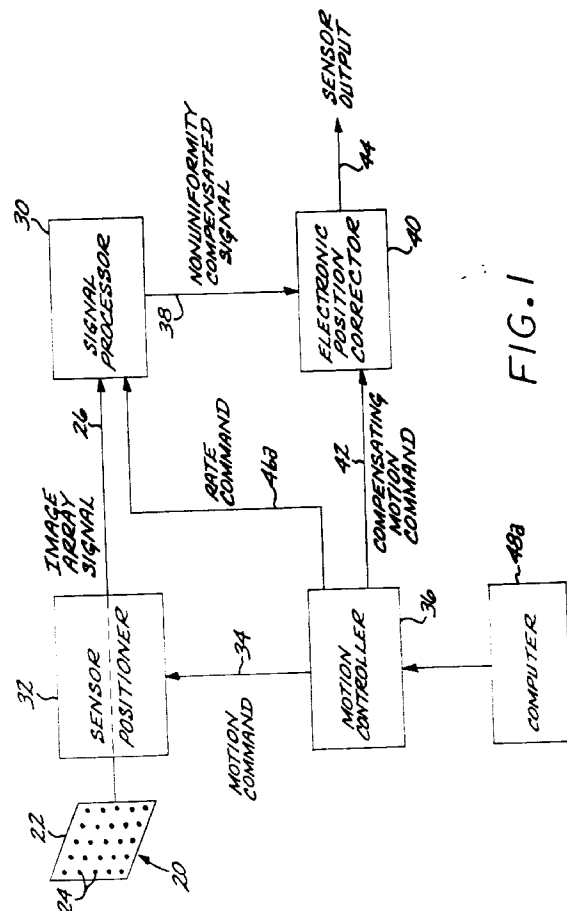 30
SIGNAL
PROCESSOR
NONUNIFORMITY
COMPENSATED
SIGNAL
38
SENSOR
OUTPUT
44
ELECTRONIC
POSITION
CORRECTOR
40
26
IMAGE
ARRAY
SIGNAL
RATE
COMMAND
46a
42
COMPENSATING
MOTION
COMMAND
32
SENSOR
POSITIONER
34
MOTION
COMMAND
MOTION
CONTROLLER
36
48a
COMPUTER
22
24
20
FIG. 1